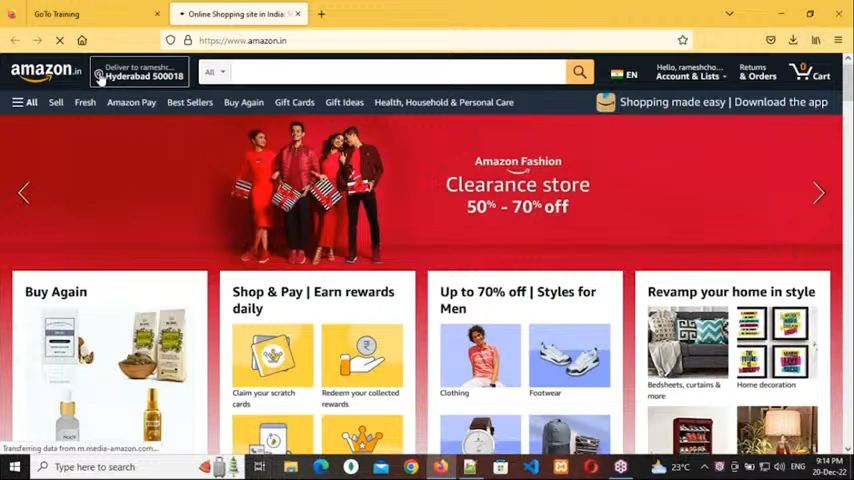 GoTo Training
Online Shopping site in India:
https://www.amazon.in
amazon.in
Deliver to rameshc...
Hyderabad 500018
All
EN
Hello, rameshcho...
Account & Lists
Returns
& Orders
0
Cart
All
Sell
Fresh
Amazon Pay
Best Sellers
Buy Again
Gift Cards
Gift Ideas
Health, Household & Personal Care
Shopping made easy | Download the app
Amazon Fashion
Clearance store
50% - 70% off
Buy Again
Shop & Pay | Earn rewards
daily
Claim your scratch
cards
Redeem your collected
rewards
Up to 70% off | Styles for
Men
Clothing
Footwear
Revamp your home in style
Bedsheets, curtains &
more
Home decoration
Transferring data from m.media-amazon.com...
Type here to search
23°C
ENG
9:14 PM
20-Dec-22